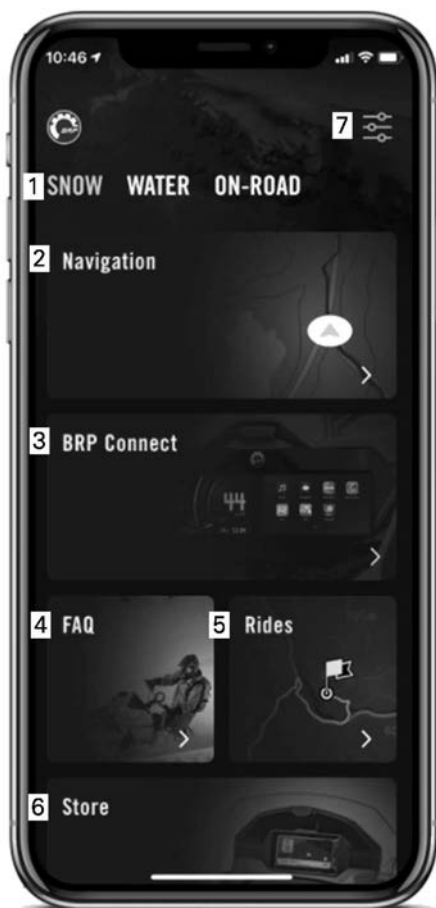 10:46
7
1 SNOW WATER ON-ROAD
2 Navigation
3 BRP Connect
44
4 FAQ
5 Rides
6 Store